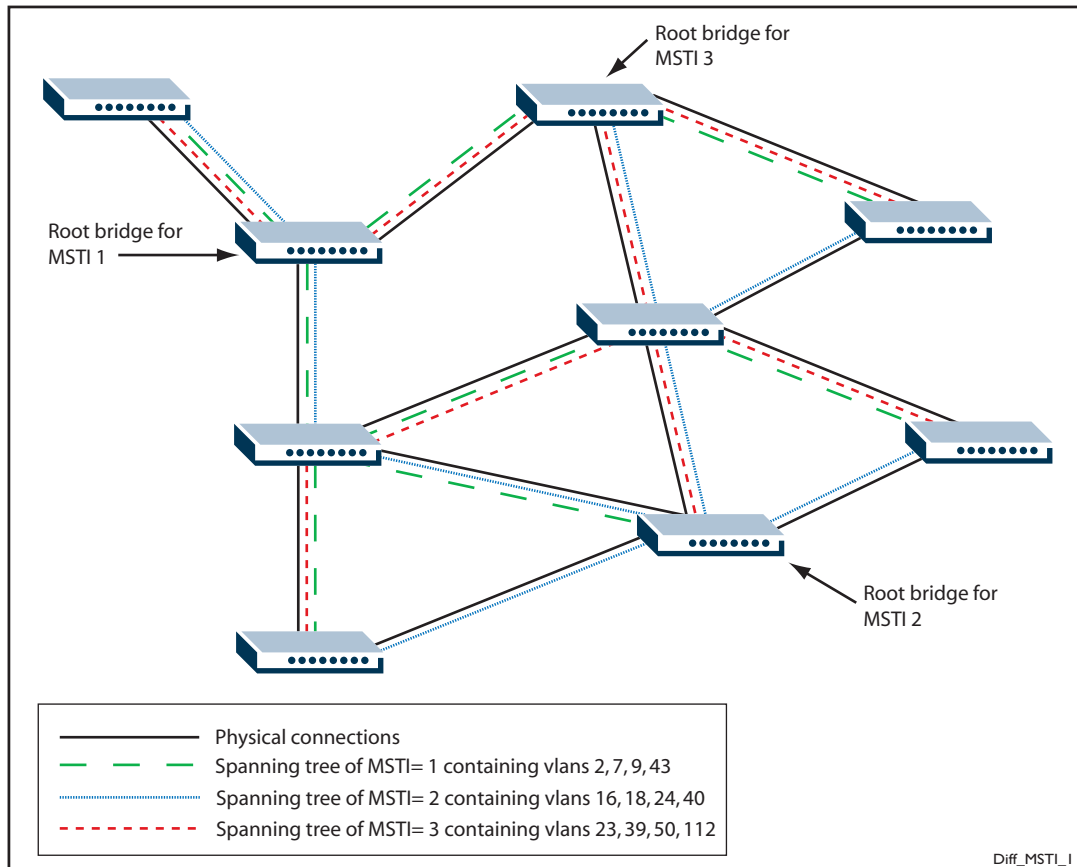 Root bridge for
MSTI 3
Root bridge for
MSTI 1
Root bridge for
MSTI 2
Physical connections
Spanning tree of MSTI= 1 containing vlans 2, 7, 9, 43
Spanning tree of MSTI= 2 containing vlans 16, 18, 24, 40
Spanning tree of MSTI= 3 containing vlans 23, 39, 50, 112
Diff_MSTI_1